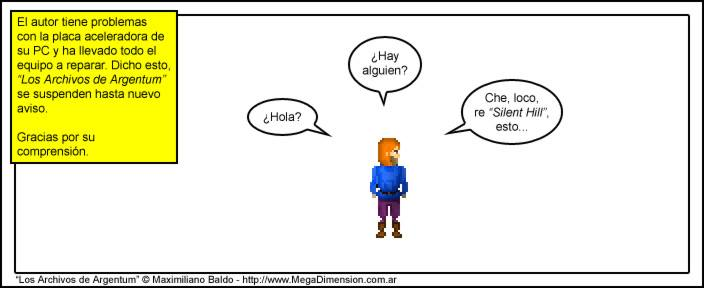 El autor tiene problemas
con la placa aceleradora de
su PC y ha llevado todo el
equipo a reparar. Dicho esto,
"Los Archivos de Argentum"
se suspenden hasta nuevo
aviso.
Gracias por su
comprensión.
¿Hola?
¿Hay
alguien?
Che, loco,
re "Silent Hill",
esto...
"Los Archivos de Argentum" © Maximiliano Baldo - http://www.MegaDimension.com.ar